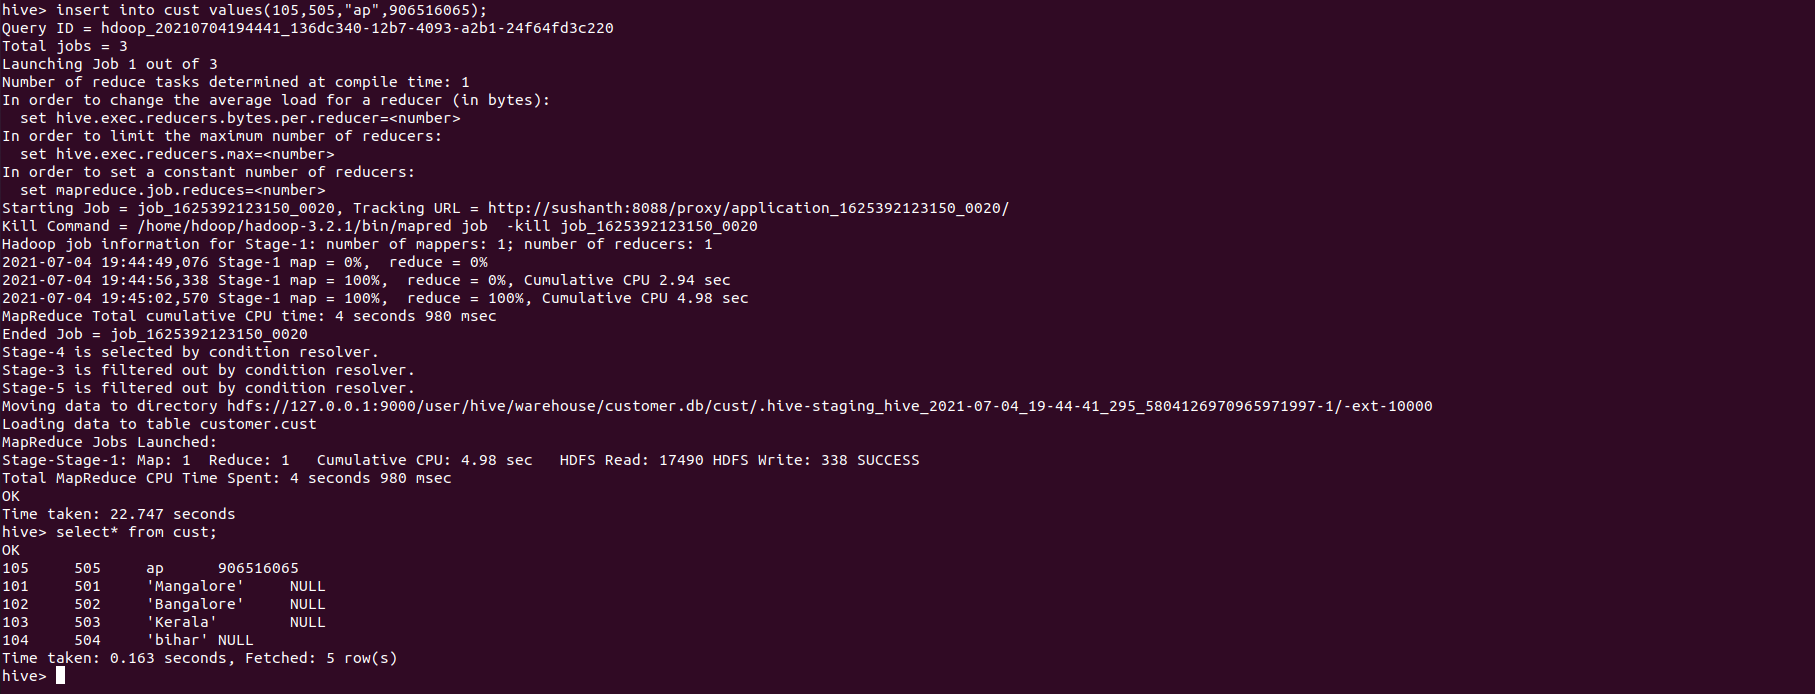 hive> insert into cust values(105,505,"ap",906516065);
Query ID = hdoop_20210704194441_136dc340-12b7-4093-a2b1-24f64fd3c220
Total jobs = 3
Launching Job 1 out of 3
Number of reduce tasks determined at compile time: 1
In order to change the average load for a reducer (in bytes):
  set hive.exec.reducers.bytes.per.reducer=<number>
In order to limit the maximum number of reducers:
  set hive.exec.reducers.max=<number>
In order to set a constant number of reducers:
  set mapreduce.job.reduces=<number>
Starting Job = job_1625392123150_0020, Tracking URL = http://sushanth:8088/proxy/application_1625392123150_0020/
Kill Command = /home/hdoop/hadoop-3.2.1/bin/mapred job  -kill job_1625392123150_0020
Hadoop job information for Stage-1: number of mappers: 1; number of reducers: 1
2021-07-04 19:44:49,076 Stage-1 map = 0%,  reduce = 0%
2021-07-04 19:44:56,338 Stage-1 map = 100%,  reduce = 0%, Cumulative CPU 2.94 sec
2021-07-04 19:45:02,570 Stage-1 map = 100%,  reduce = 100%, Cumulative CPU 4.98 sec
MapReduce Total cumulative CPU time: 4 seconds 980 msec
Ended Job = job_1625392123150_0020
Stage-4 is selected by condition resolver.
Stage-3 is filtered out by condition resolver.
Stage-5 is filtered out by condition resolver.
Moving data to directory hdfs://127.0.0.1:9000/user/hive/warehouse/customer.db/cust/.hive-staging_hive_2021-07-04_19-44-41_295_5804126970965971997-1/-ext-10000
Loading data to table customer.cust
MapReduce Jobs Launched:
Stage-Stage-1: Map: 1  Reduce: 1   Cumulative CPU: 4.98 sec   HDFS Read: 17490 HDFS Write: 338 SUCCESS
Total MapReduce CPU Time Spent: 4 seconds 980 msec
OK
Time taken: 22.747 seconds
hive> select* from cust;
OK
105     505     ap      906516065
101     501     'Mangalore'     NULL
102     502     'Bangalore'     NULL
103     503     'Kerala'        NULL
104     504     'bihar' NULL
Time taken: 0.163 seconds, Fetched: 5 row(s)
hive>